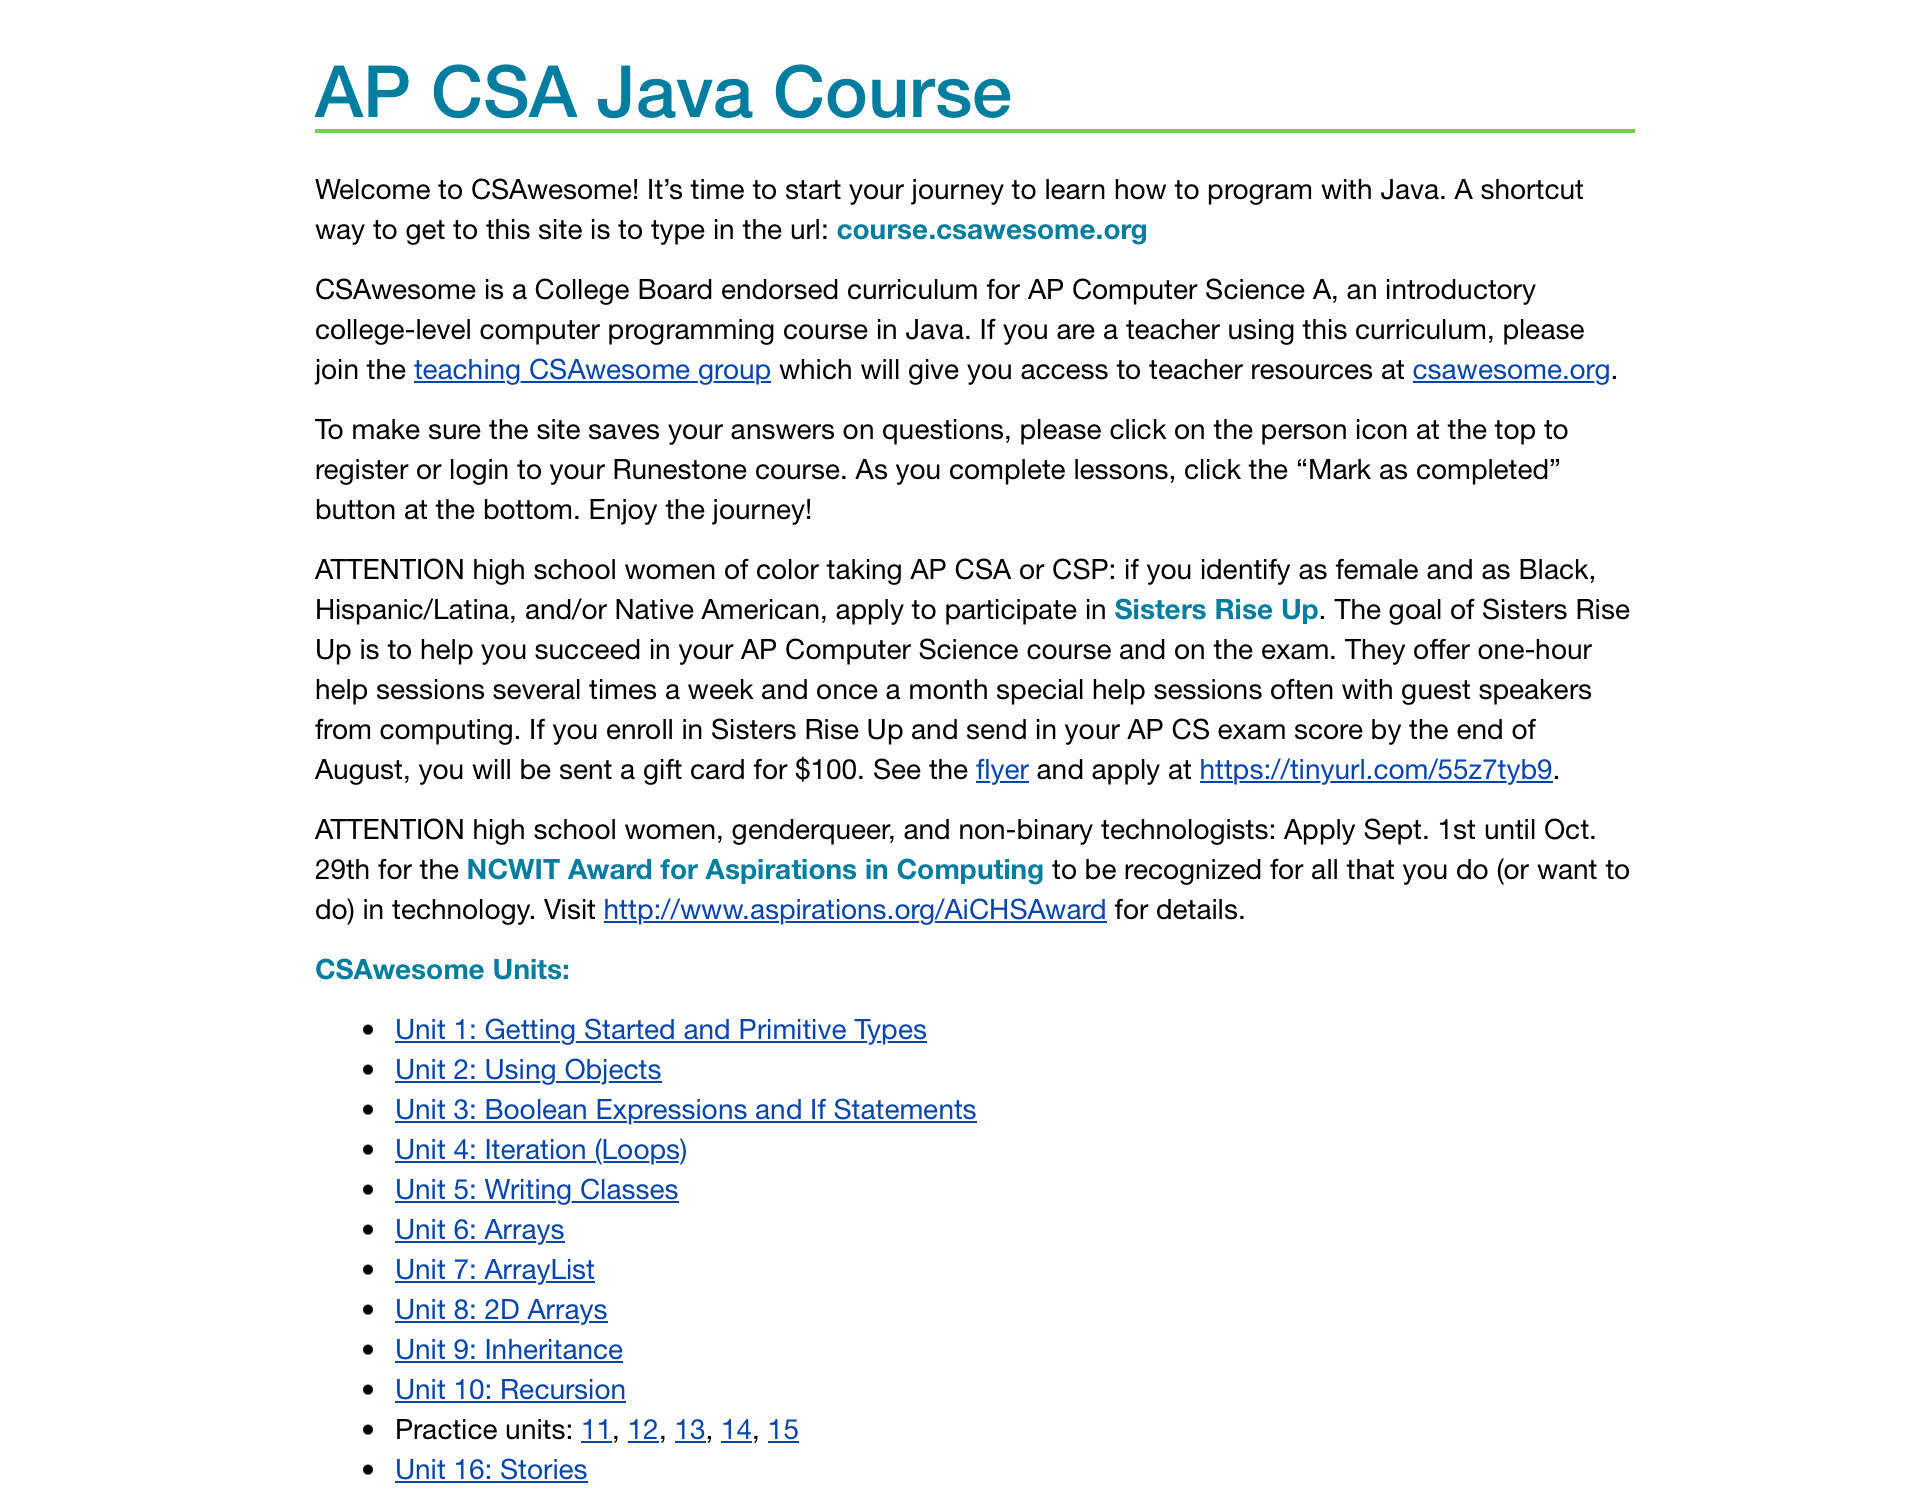 AP CSA Java Course
Welcome to CSAwesome! It’s time to start your journey to learn how to program with Java. A shortcut
way to get to this site is to type in the url: course.csawesome.org
CSAwesome is a College Board endorsed curriculum for AP Computer Science A, an introductory
college-level computer programming course in Java. If you are a teacher using this curriculum, please
join the teaching CSAwesome group which will give you access to teacher resources at csawesome.org.
To make sure the site saves your answers on questions, please click on the person icon at the top to
register or login to your Runestone course. As you complete lessons, click the “Mark as completed”
button at the bottom. Enjoy the journey!
ATTENTION high school women of color taking AP CSA or CSP: if you identify as female and as Black,
Hispanic/Latina, and/or Native American, apply to participate in Sisters Rise Up. The goal of Sisters Rise
Up is to help you succeed in your AP Computer Science course and on the exam. They offer one-hour
help sessions several times a week and once a month special help sessions often with guest speakers
from computing. If you enroll in Sisters Rise Up and send in your AP CS exam score by the end of
August, you will be sent a gift card for $100. See the flyer and apply at https://tinyurl.com/55z7tyb9.
ATTENTION high school women, genderqueer, and non-binary technologists: Apply Sept. 1st until Oct.
29th for the NCWIT Award for Aspirations in Computing to be recognized for all that you do (or want to
do) in technology. Visit http://www.aspirations.org/AiCHSAward for details.
CSAwesome Units:
• Unit 1: Getting Started and Primitive Types
• Unit 2: Using Objects
• Unit 3: Boolean Expressions and If Statements
• Unit 4: Iteration (Loops)
• Unit 5: Writing Classes
• Unit 6: Arrays
• Unit 7: ArrayList
• Unit 8: 2D Arrays
• Unit 9: Inheritance
• Unit 10: Recursion
• Practice units: 11, 12, 13, 14, 15
• Unit 16: Stories